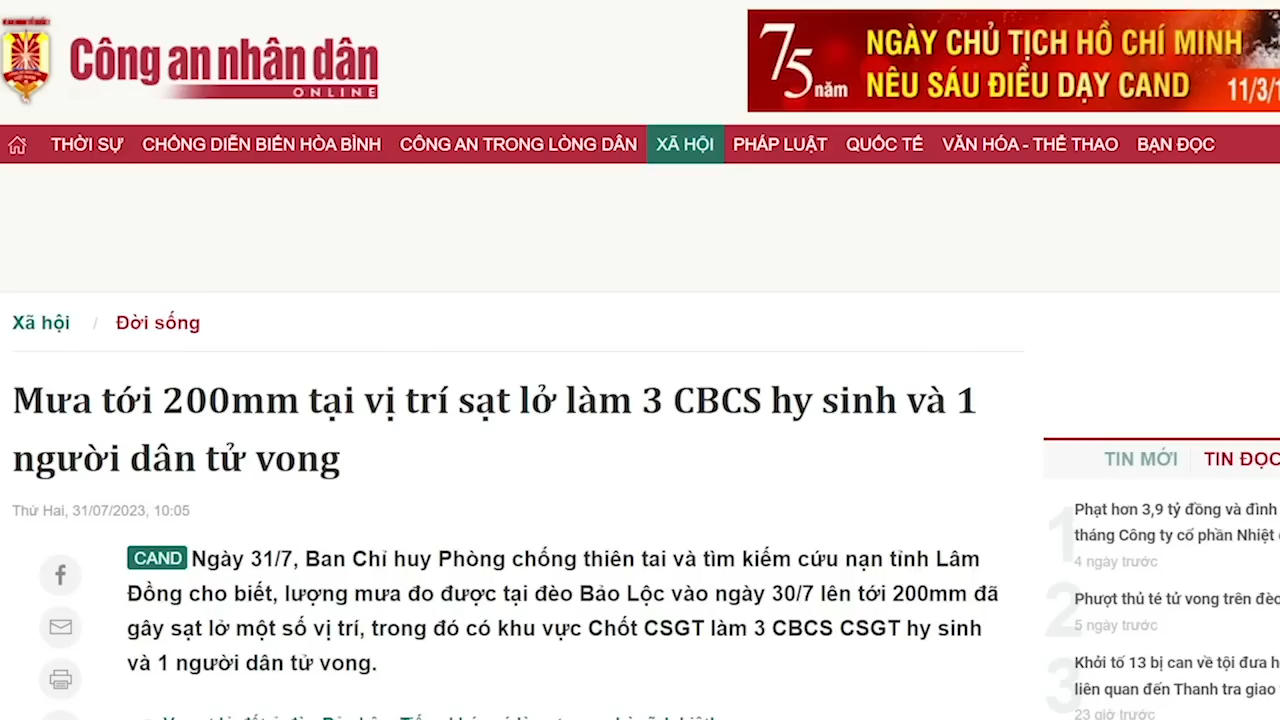 Công an nhân dân
ONLINE
75 năm
NGÀY CHỦ TỊCH HỒ CHÍ MINH
NÊU SÁU ĐIỀU DẠY CAND
THỜI SỰ CHỐNG DIỄN BIẾN HÒA BÌNH CÔNG AN TRONG LÒNG DÂN XÃ HỘI PHÁP LUẬT QUỐC TẾ VĂN HÓA - THỂ THAO BẠN ĐỌC
Xã hội / Đời sống
Mưa tới 200mm tại vị trí sạt lở làm 3 CBCS hy sinh và 1
người dân tử vong
Thứ Hai, 31/07/2023, 10:05
CAND Ngày 31/7, Ban Chỉ huy Phòng chống thiên tai và tìm kiếm cứu nạn tỉnh Lâm
Đồng cho biết, lượng mưa đo được tại đèo Bảo Lộc vào ngày 30/7 lên tới 200mm đã
gây sạt lở một số vị trí, trong đó có khu vực Chốt CSGT làm 3 CBCS CSGT hy sinh
và 1 người dân tử vong.
TIN MỚI TIN ĐỌC
1
Phạt hơn 3,9 tỷ đồng và đình
tháng Công ty cổ phần Nhiệt
4 ngày trước
2
Phượt thủ té tử vong trên đèo
5 ngày trước
3
Khởi tố 13 bị can về tội đưa h
liên quan đến Thanh tra giao
23 giờ trước